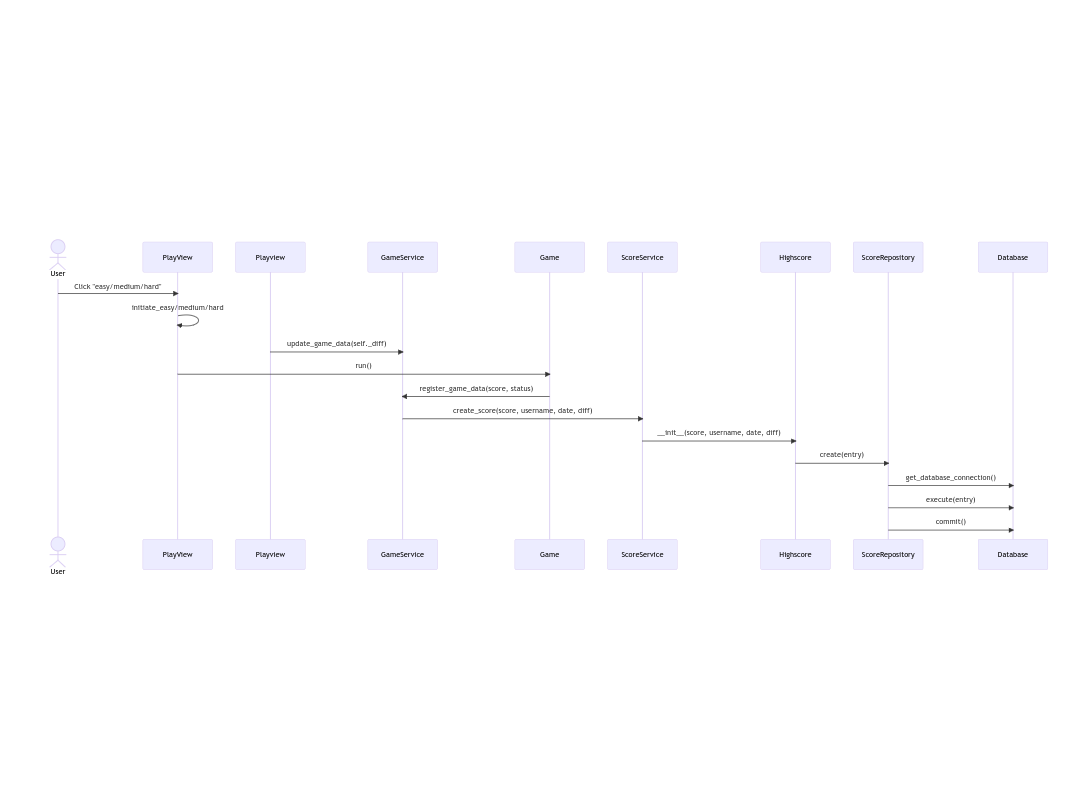 User
PlayView
Playview
GameService
Game
ScoreService
Highscore
ScoreRepository
Database
Click "easy/medium/hard"
initiate_easy/medium/hard
update_game_data(self._diff)
run()
register_game_data(score, status)
create_score(score, username, date, diff)
__init__(score, username, date, diff)
create(entry)
get_database_connection()
execute(entry)
commit()
User
PlayView
Playview
GameService
Game
ScoreService
Highscore
ScoreRepository
Database